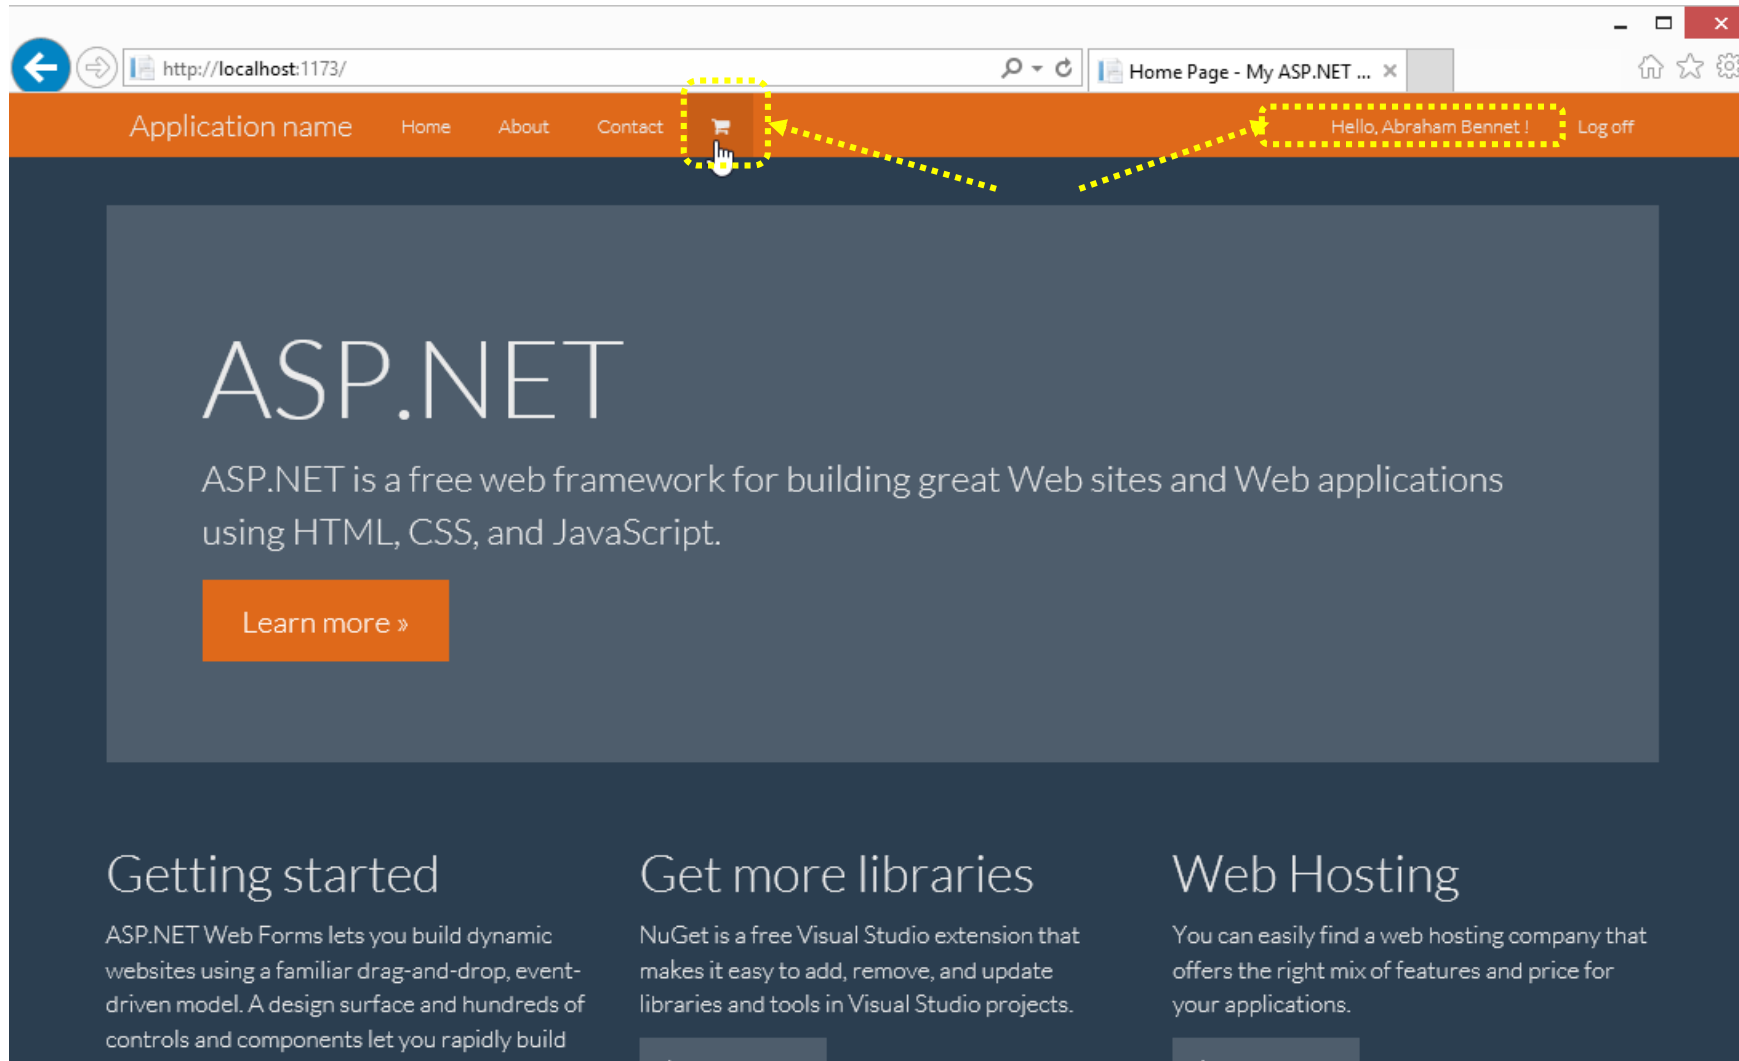 http://localhost:1173/
Home Page - My ASP.NET ...
Application name Home About Contact Hello, Abraham Bennet ! Log off
ASP.NET
ASP.NET is a free web framework for building great Web sites and Web applications
using HTML, CSS, and JavaScript.
Learn more »
Getting started
ASP.NET Web Forms lets you build dynamic
websites using a familiar drag-and-drop, event-
driven model. A design surface and hundreds of
controls and components let you rapidly build
Get more libraries
NuGet is a free Visual Studio extension that
makes it easy to add, remove, and update
libraries and tools in Visual Studio projects.
Web Hosting
You can easily find a web hosting company that
offers the right mix of features and price for
your applications.